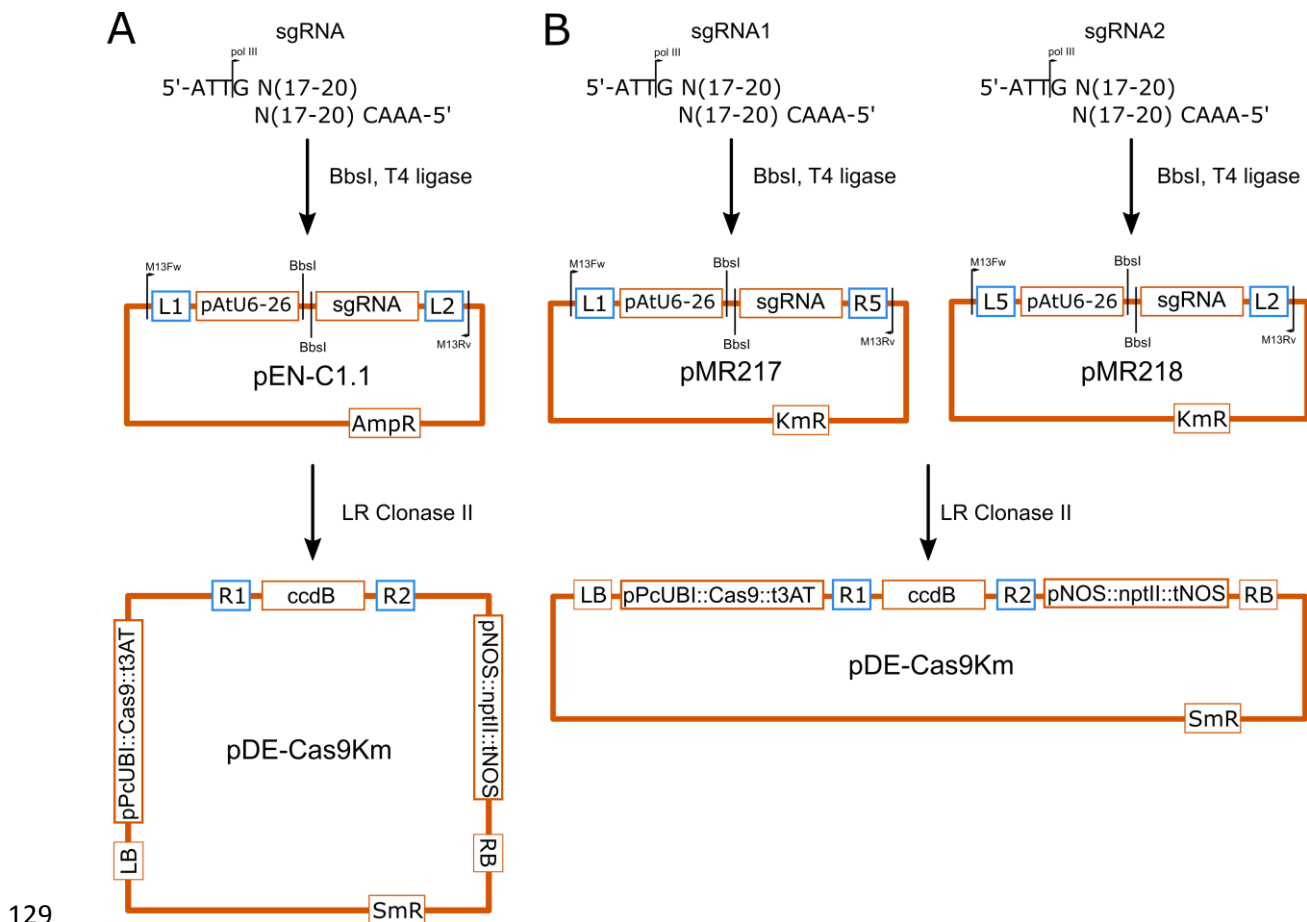 A
sgRNA
pol III
5'-ATTG N(17-20)
N(17-20) CAAA-5'
BbsI, T4 ligase
M13Fw
BbsI
L1
pAtU6-26
sgRNA
L2
BbsI
M13Rv
pEN-C1.1
AmpR
LR Clonase II
R1
ccdB
R2
pPcUBI::Cas9::t3AT
pNOS::nptII::tNOS
pDE-Cas9Km
LB
RB
SmR
B
sgRNA1
pol III
5'-ATTG N(17-20)
N(17-20) CAAA-5'
BbsI, T4 ligase
M13Fw
BbsI
L1
pAtU6-26
sgRNA
R5
BbsI
M13Rv
pMR217
KmR
sgRNA2
pol III
5'-ATTG N(17-20)
N(17-20) CAAA-5'
BbsI, T4 ligase
M13Fw
BbsI
L5
pAtU6-26
sgRNA
L2
BbsI
M13Rv
pMR218
KmR
LR Clonase II
LB
pPcUBI::Cas9::t3AT
R1
ccdB
R2
pNOS::nptII::tNOS
RB
pDE-Cas9Km
SmR
129